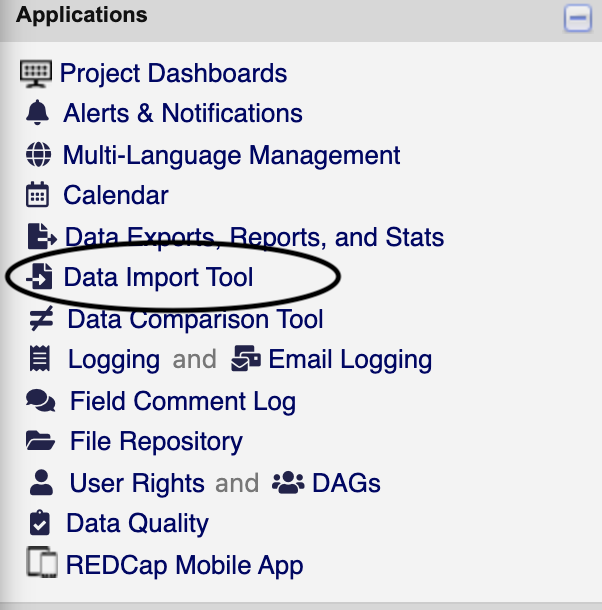 Applications
Project Dashboards
Alerts & Notifications
Multi-Language Management
Calendar
Data Exports, Reports, and Stats
Data Import Tool
Data Comparison Tool
Logging and Email Logging
Field Comment Log
File Repository
User Rights and DAGs
Data Quality
REDCap Mobile App